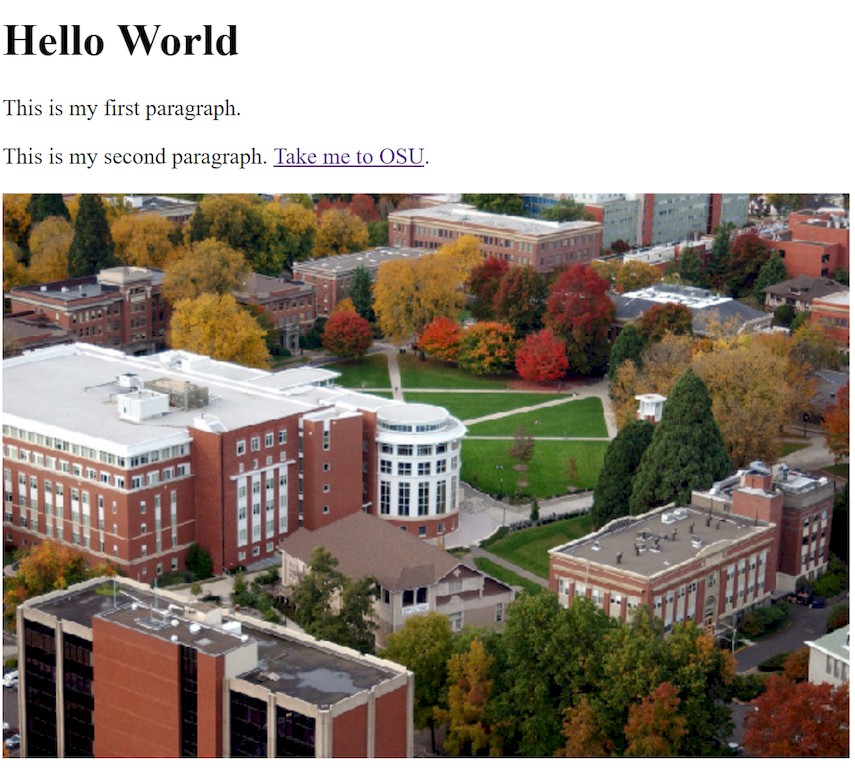 Hello World
This is my first paragraph.
This is my second paragraph. Take me to OSU.